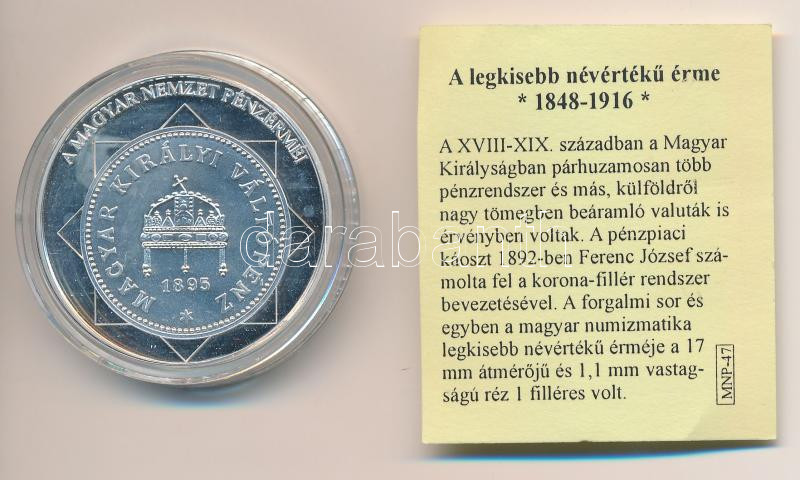 A MAGYAR NEMZET PÉNZÉRMÉI
MAGYAR KIRÁLYI VÁLTÓPÉNZ
1895
*
A legkisebb névértékű érme
* 1848-1916 *
A XVIII-XIX. században a Magyar
Királyságban párhuzamosan több
pénzrendszer és más, külföldről
nagy tömegben beáramló valuták is
érvényben voltak. A pénzpiaci
káoszt 1892-ben Ferenc József szá-
molta fel a korona-fillér rendszer
bevezetésével. A forgalmi sor és
egyben a magyar numizmatika
legkisebb névértékű érméje a 17
mm átmérőjű és 1,1 mm vastag-
ságú réz 1 filléres volt.
MNP-47
darabanth